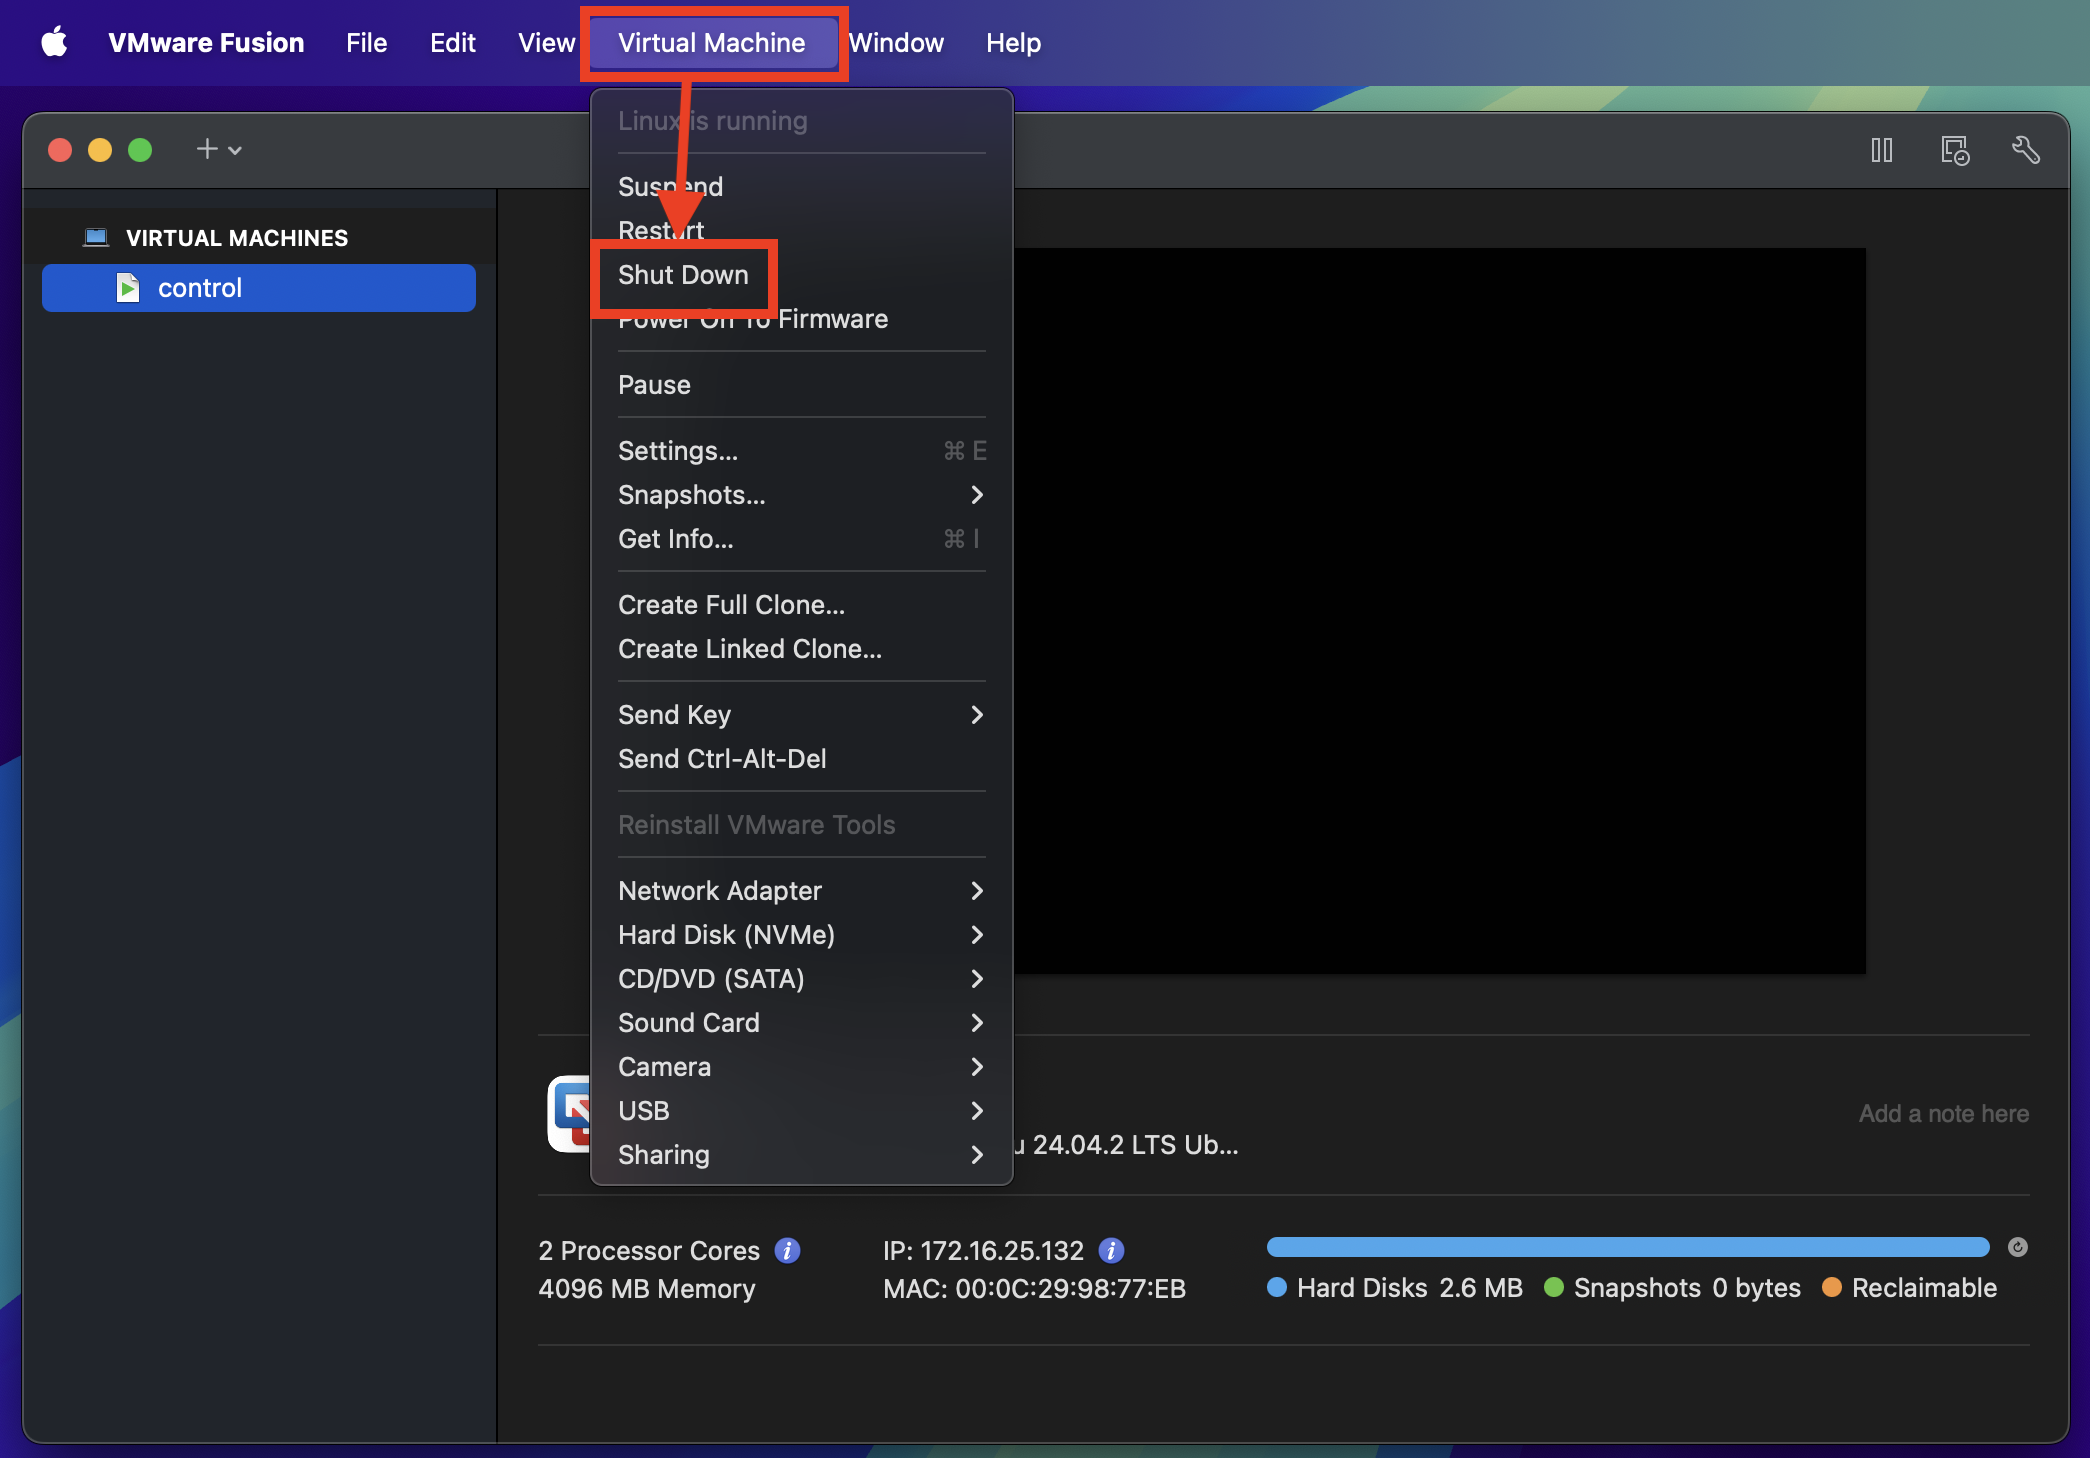 VMware Fusion File Edit View Virtual Machine Window Help
Linux is running
Suspend
Restart
Shut Down
Power On To Firmware
Pause
Settings... ⌘ E
Snapshots...
Get Info... ⌘ I
Create Full Clone...
Create Linked Clone...
Send Key
Send Ctrl-Alt-Del
Reinstall VMware Tools
Network Adapter
Hard Disk (NVMe)
CD/DVD (SATA)
Sound Card
Camera
USB
Sharing
VIRTUAL MACHINES
control
Add a note here
u 24.04.2 LTS Ub...
2 Processor Cores
4096 MB Memory
IP: 172.16.25.132
MAC: 00:0C:29:98:77:EB
Hard Disks 2.6 MB Snapshots 0 bytes Reclaimable